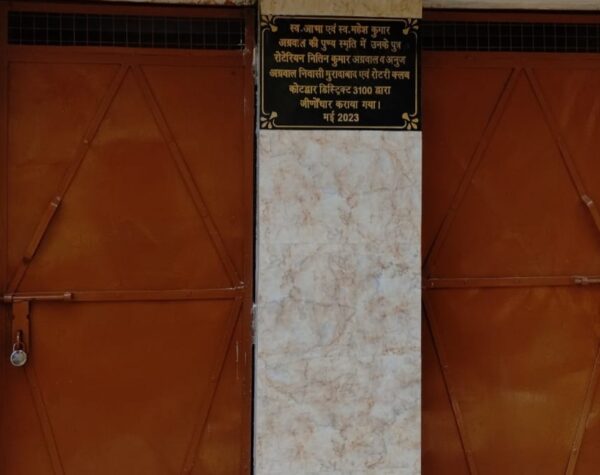 स्व.आभा एवं स्व.महेश कुमार
अग्रवाल की पुण्य स्मृति में उनके पुत्र
रोटेरियन नितिन कुमार अग्रवाल व अनुज
अग्रवाल निवासी मुरादाबाद एवं रोटरी क्लब
कोटद्वार डिस्ट्रिक्ट 3100 द्वारा
जीर्णोधार कराया गया।
मई 2023